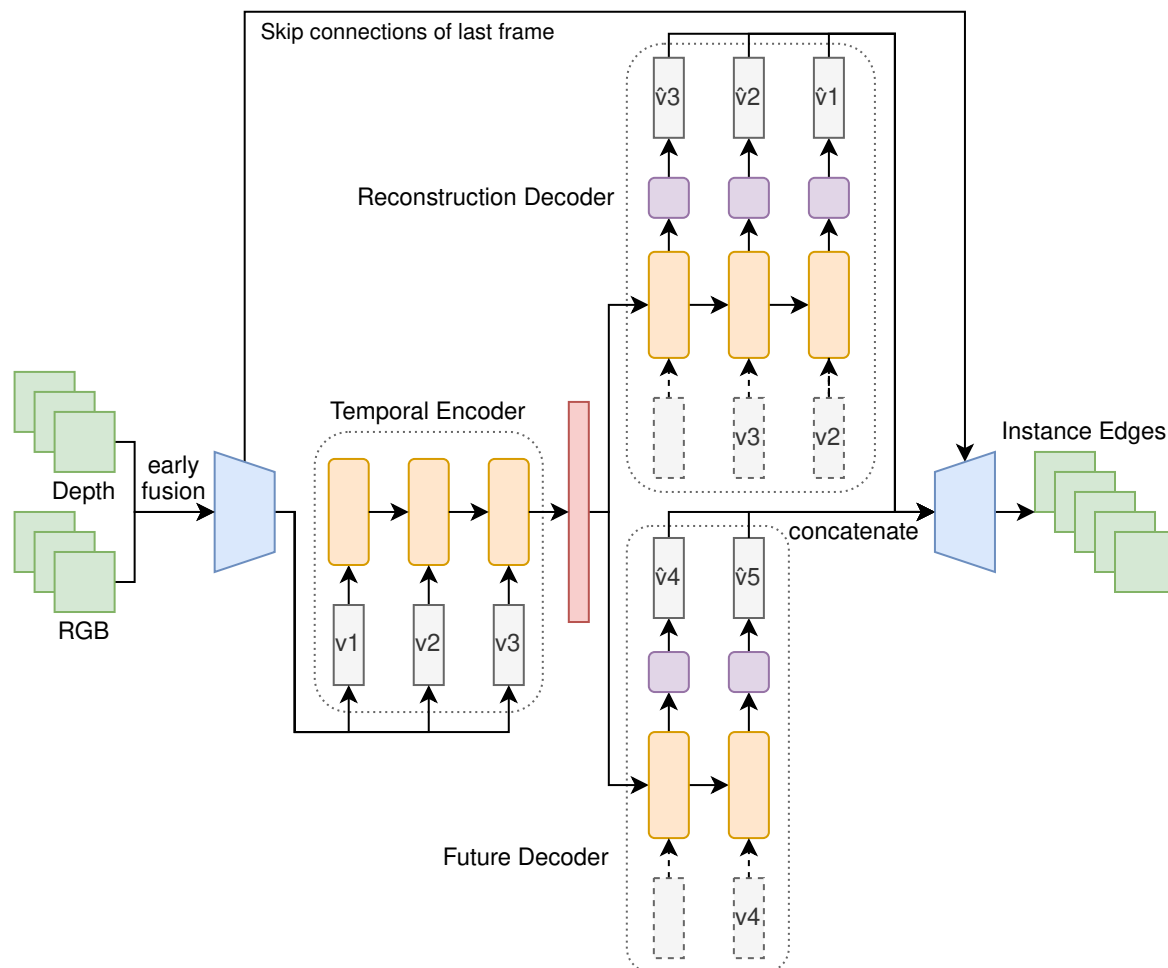 Skip connections of last frame
v̂3 v̂2 v̂1
Reconstruction Decoder
v3 v2
Temporal Encoder
Instance Edges
early
fusion
Depth
concatenate
v̂4 v̂5
v1 v2 v3
RGB
Future Decoder
v4